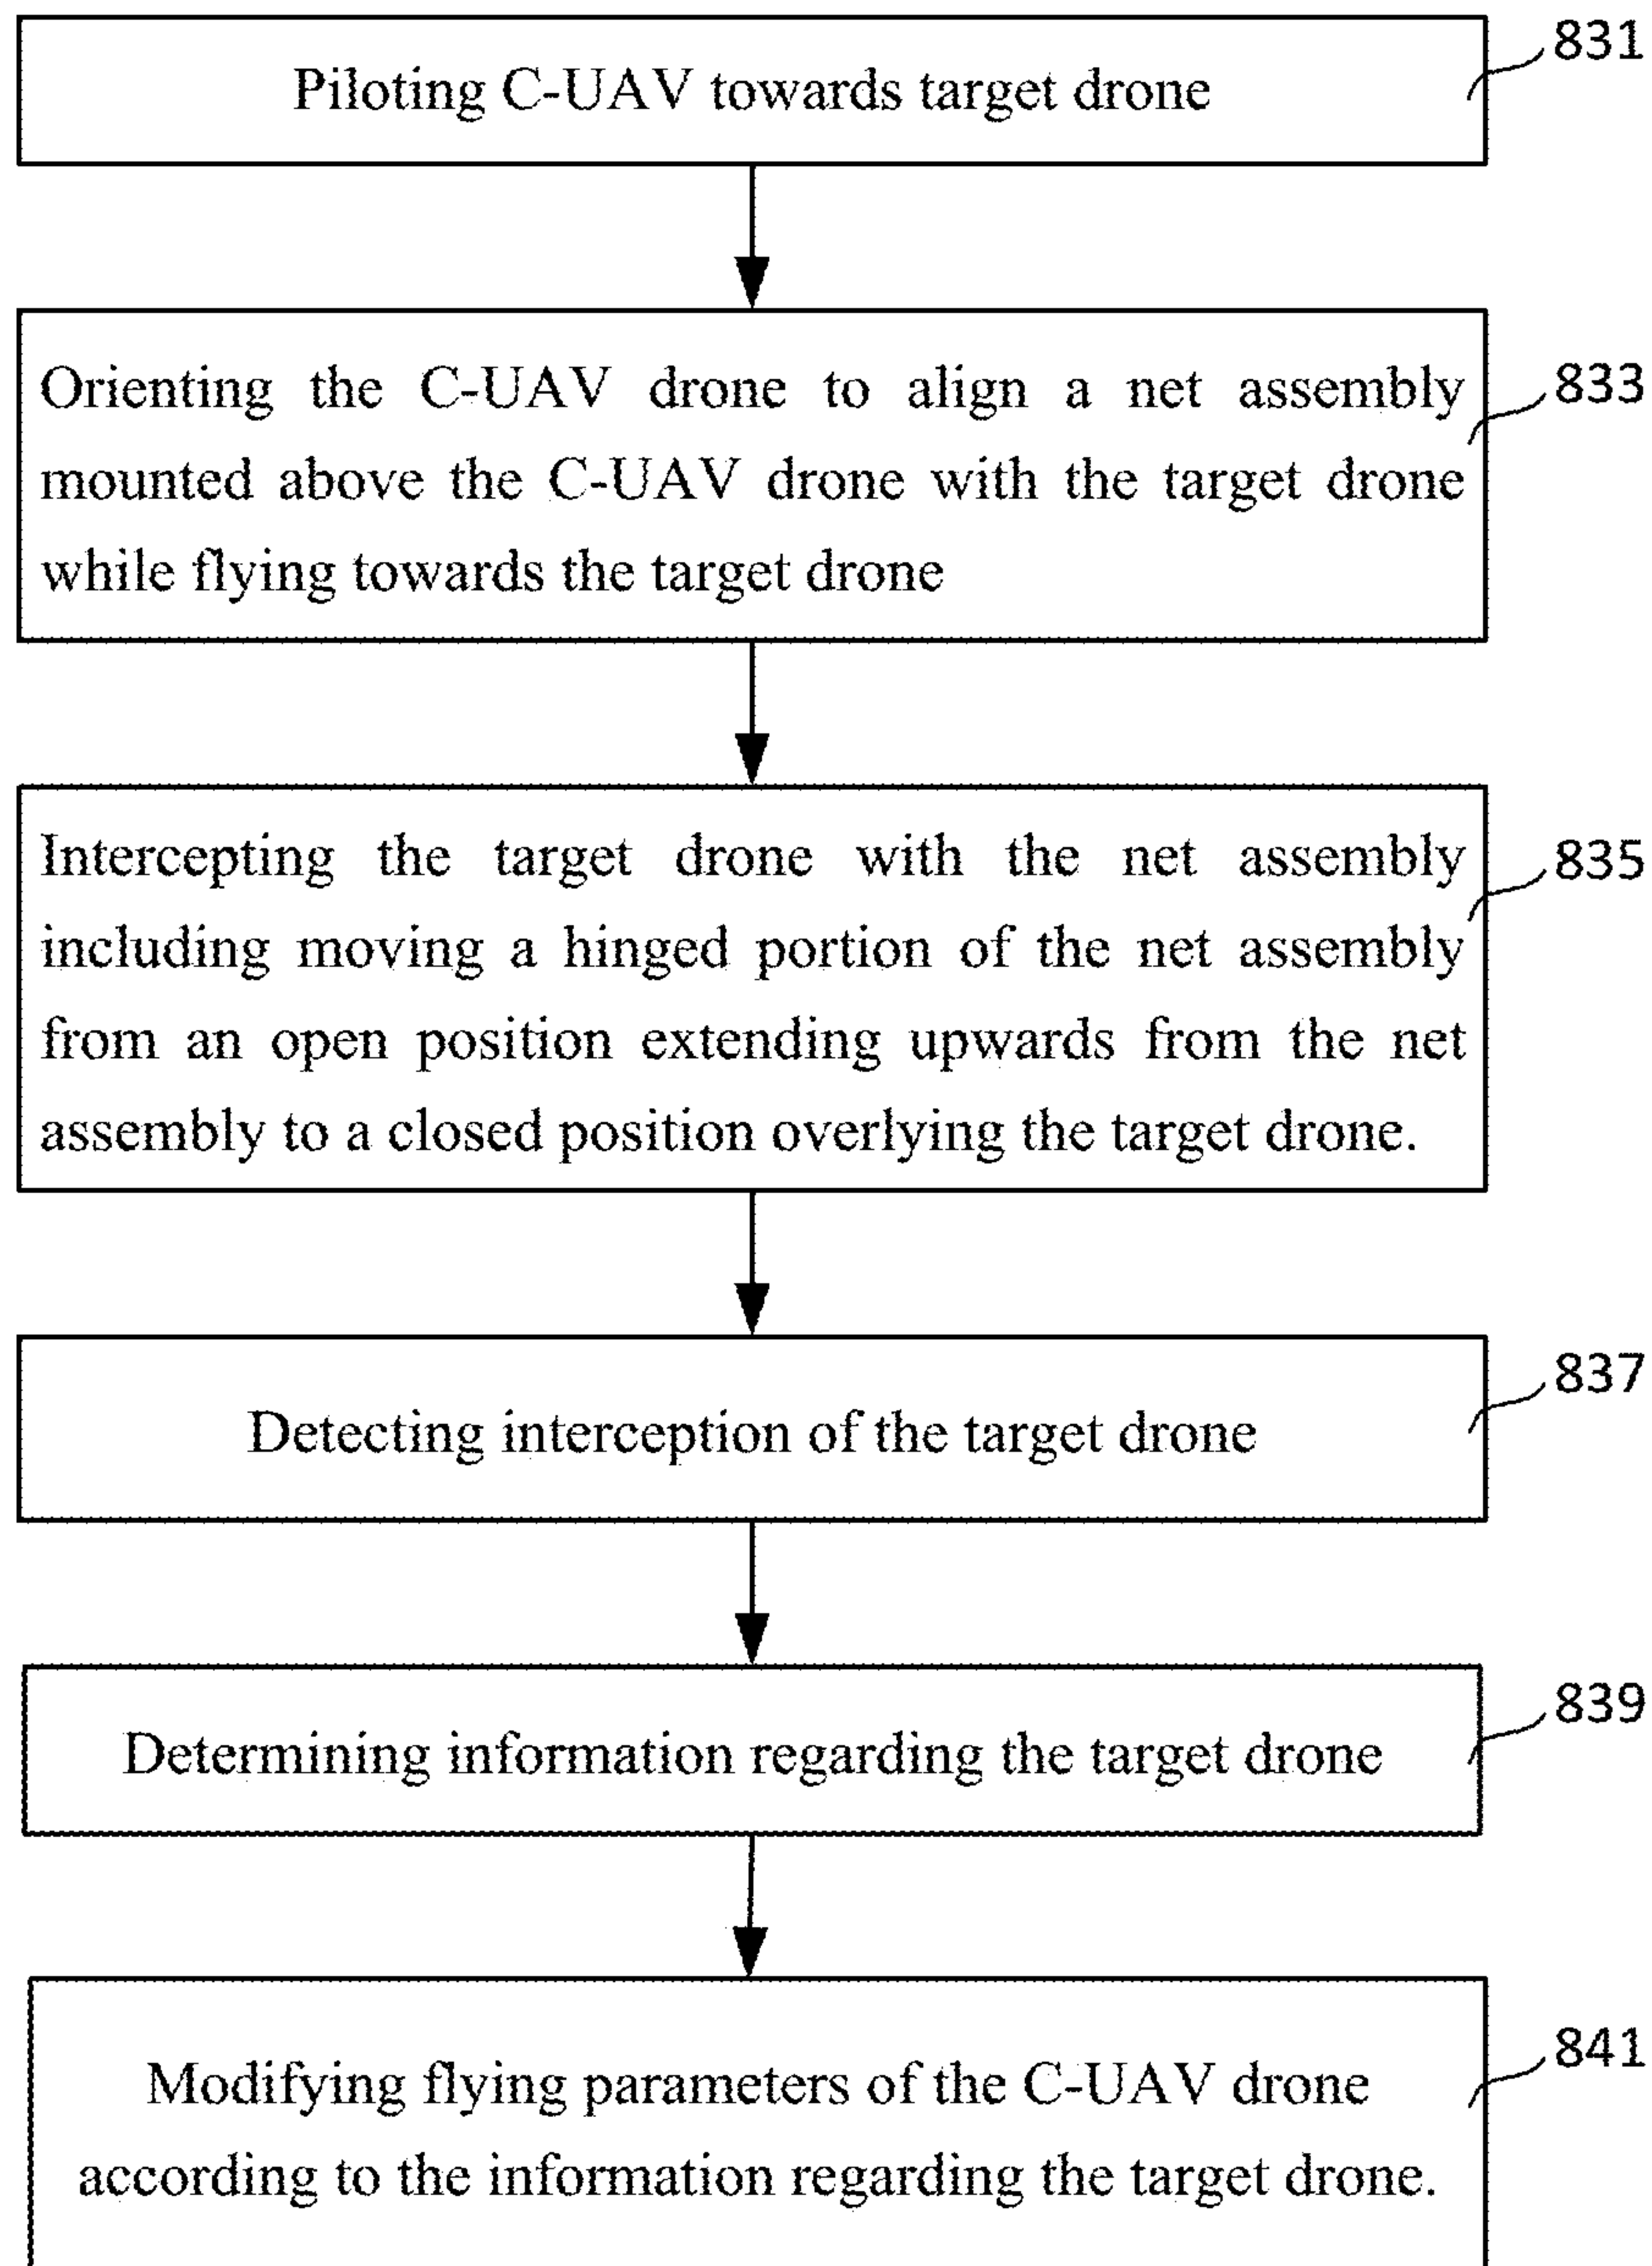 Piloting C-UAV towards target drone
831
Orienting the C-UAV drone to align a net assembly
mounted above the C-UAV drone with the target drone
while flying towards the target drone
833
Intercepting the target drone with the net assembly
including moving a hinged portion of the net assembly
from an open position extending upwards from the net
assembly to a closed position overlying the target drone.
835
Detecting interception of the target drone
837
Determining information regarding the target drone
839
Modifying flying parameters of the C-UAV drone
according to the information regarding the target drone.
841